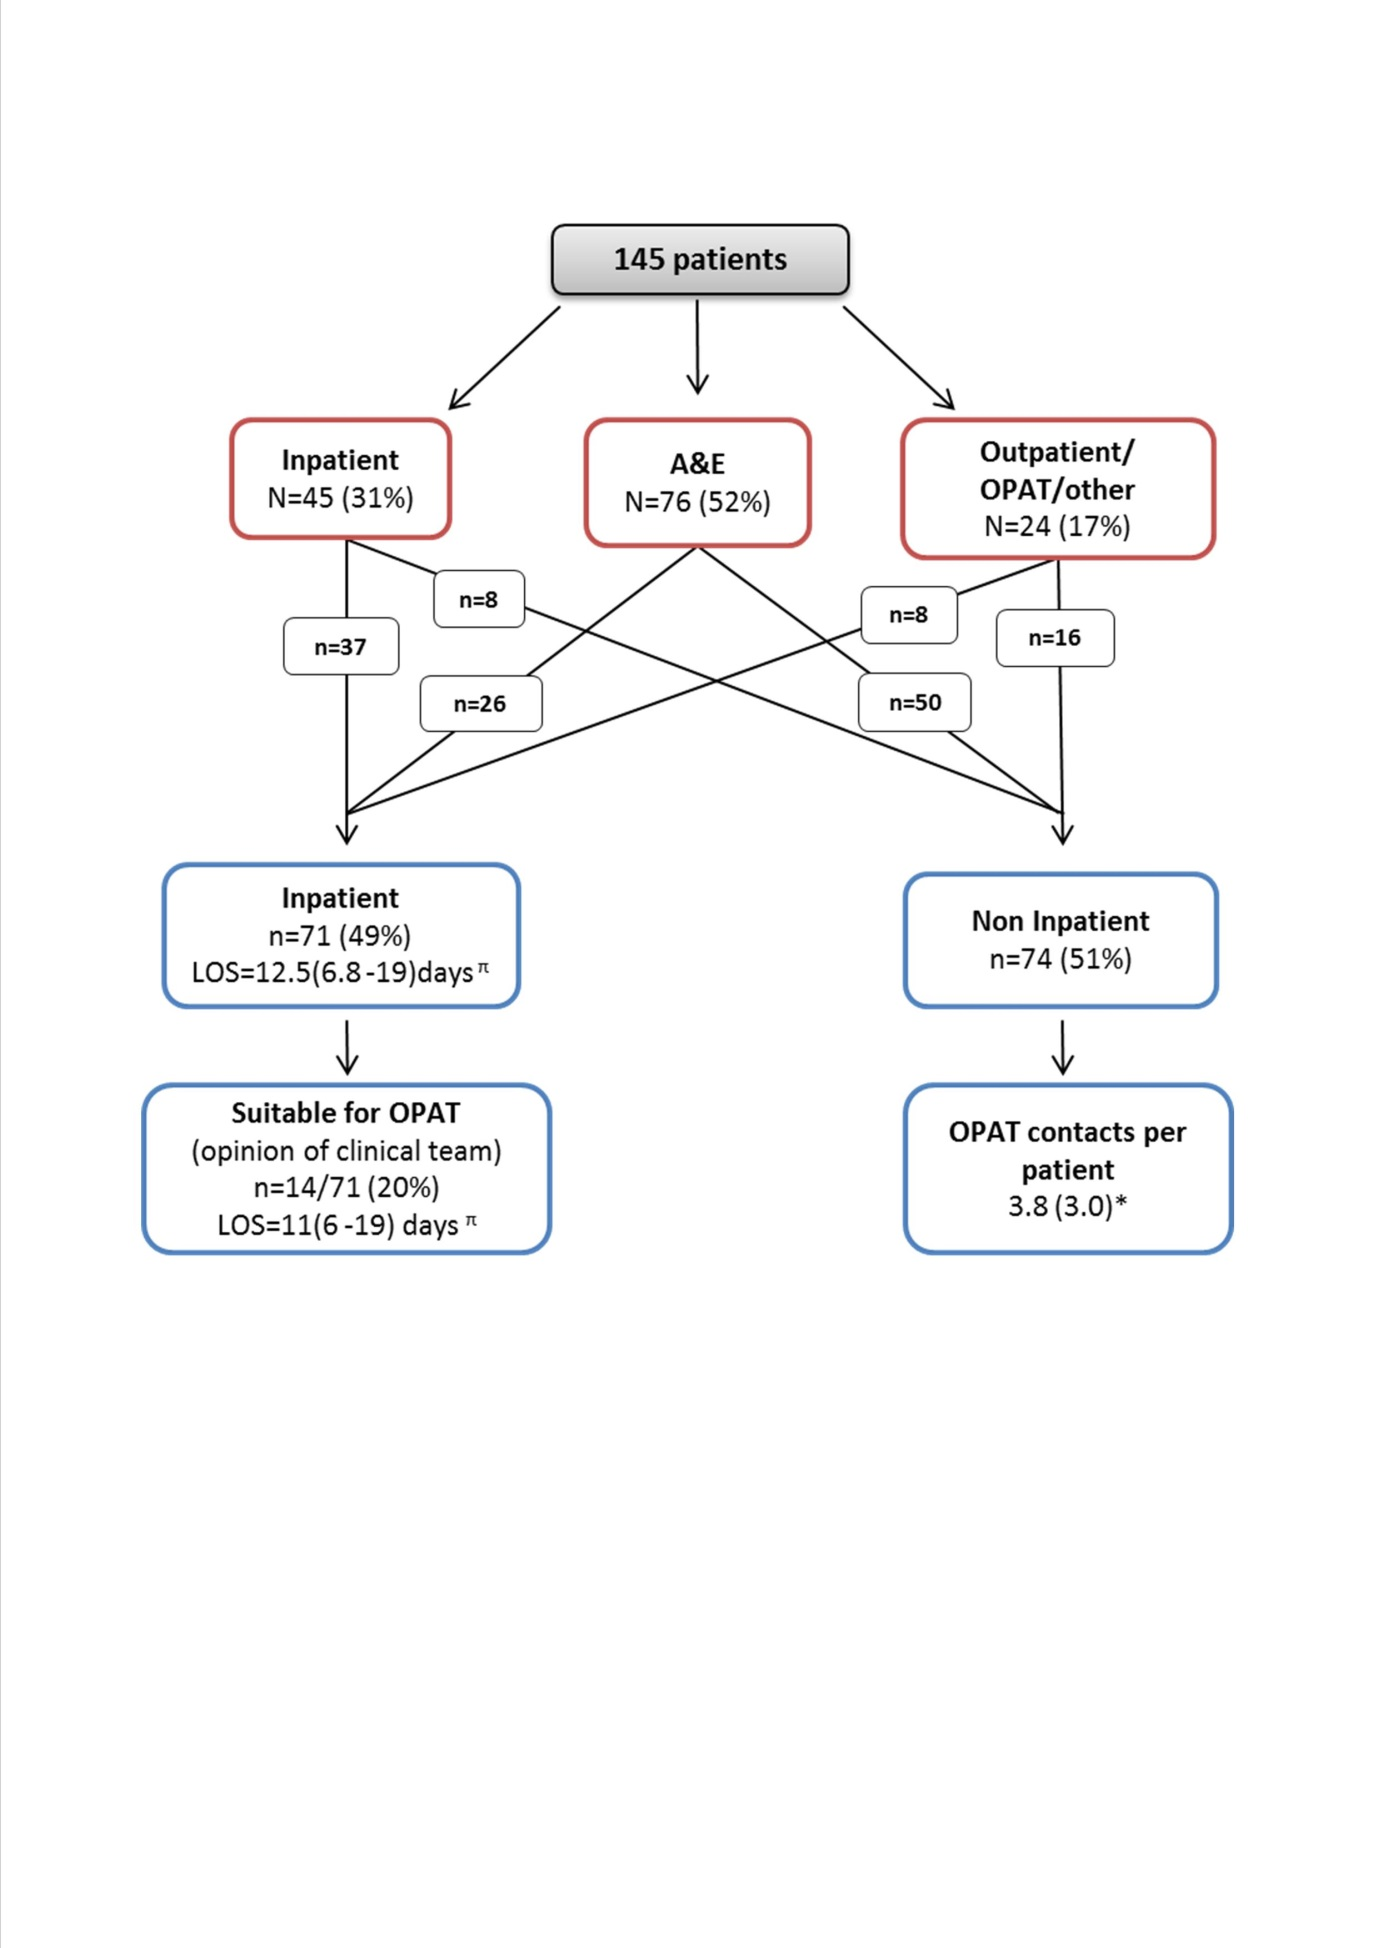 145 patients
Inpatient
N=45 (31%)
A&E
N=76 (52%)
Outpatient/
OPAT/other
N=24 (17%)
n=8
n=8
n=37
n=16
n=26
n=50
Inpatient
n=71 (49%)
LOS=12.5(6.8-19)days π
Non Inpatient
n=74 (51%)
Suitable for OPAT
(opinion of clinical team)
n=14/71 (20%)
LOS=11(6-19) days π
OPAT contacts per
patient
3.8 (3.0)*